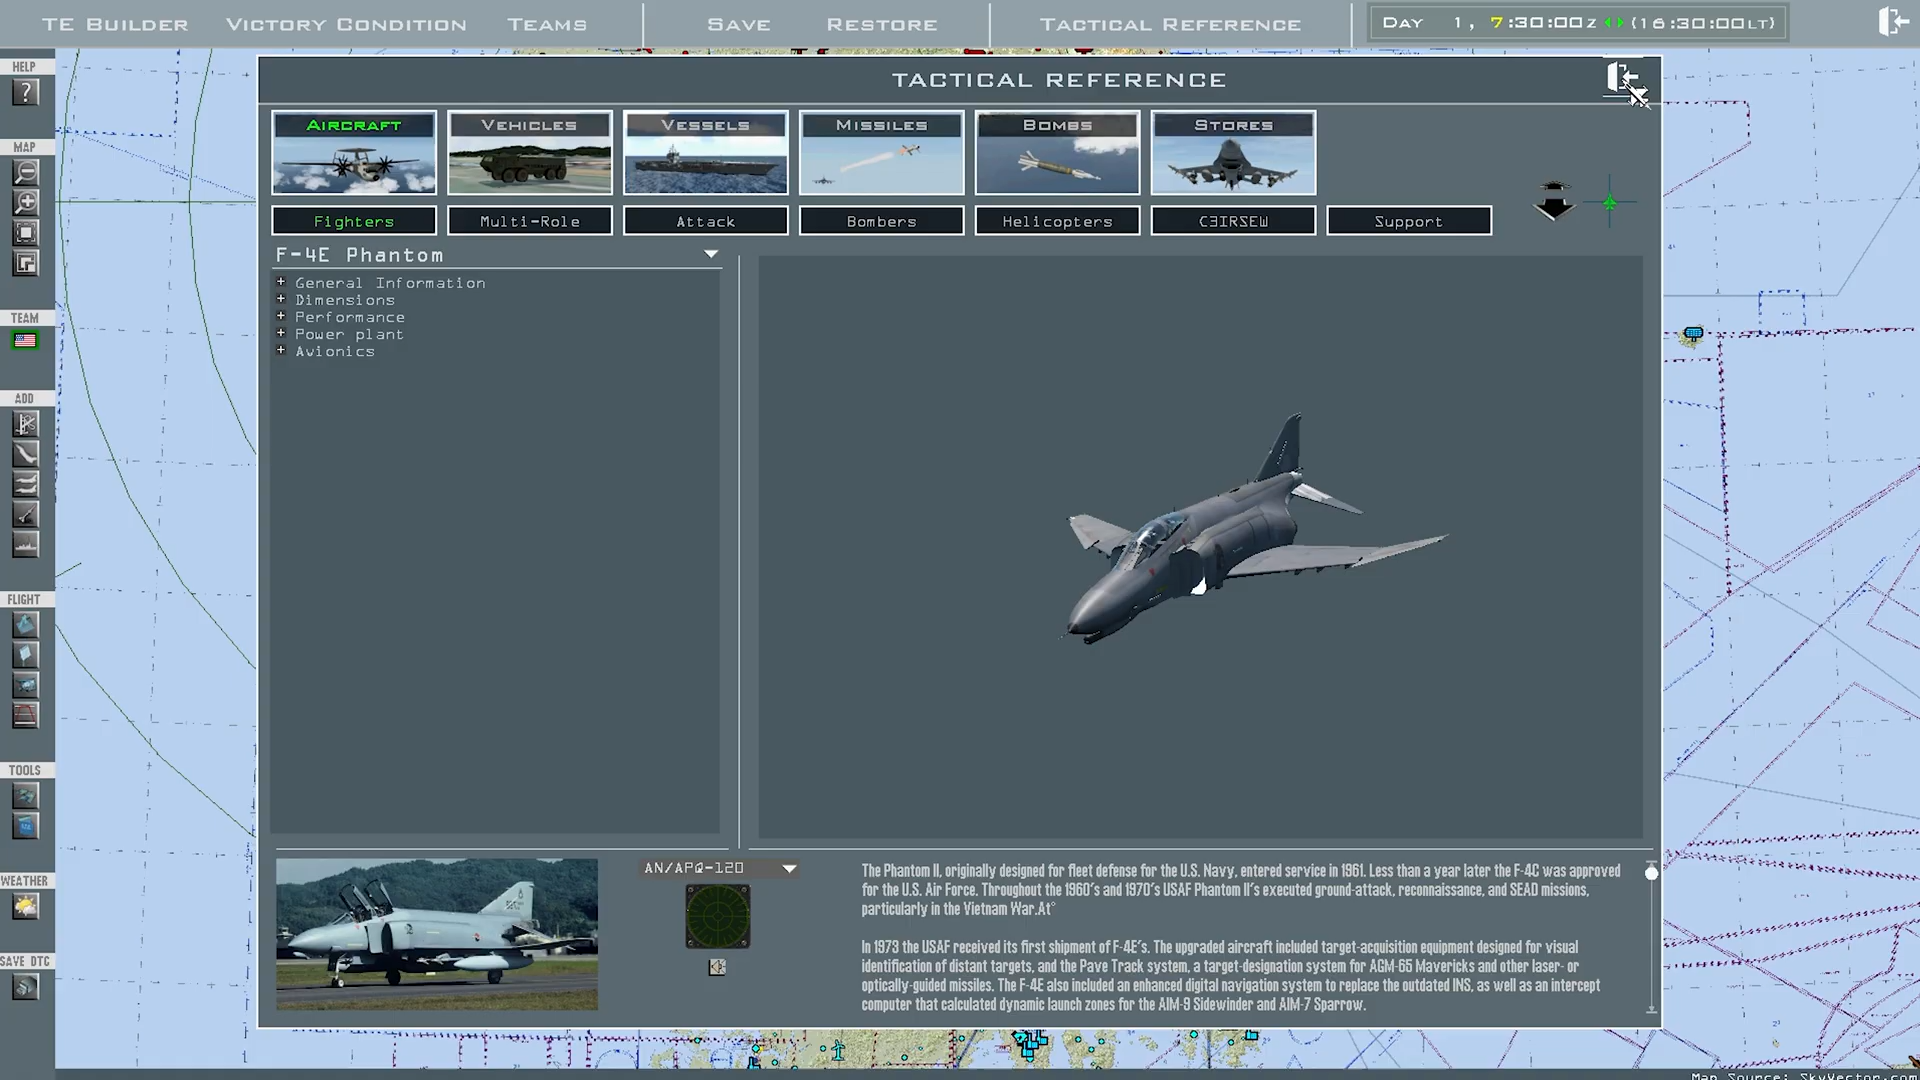 TE Builder Victory Condition Teams Save Restore Tactical Reference Day 1, 7:30:00z (16:30:00LT)
HELP
MAP
TEAM
ADD
FLIGHT
TOOLS
WEATHER
SAVE DTC
TACTICAL REFERENCE
Aircraft Vehicles Vessels Missiles Bombs Stores
Fighters Multi-Role Attack Bombers Helicopters C3IRSEW Support
F-4E Phantom
General Information
Dimensions
Performance
Power plant
Avionics
AN/APQ-120
The Phantom II, originally designed for fleet defense for the U.S. Navy, entered service in 1961. Less than a year later the F-4C was approved
for the U.S. Air Force. Throughout the 1960's and 1970's USAF Phantom II's executed ground-attack, reconnaissance, and SEAD missions,
particularly in the Vietnam War.At°
In 1973 the USAF received its first shipment of F-4E's. The upgraded aircraft included target-acquisition equipment designed for visual
identification of distant targets, and the Pave Track system, a target-designation system for AGM-65 Mavericks and other laser- or
optically-guided missiles. The F-4E also included an enhanced digital navigation system to replace the outdated INS, as well as an intercept
computer that calculated dynamic launch zones for the AIM-9 Sidewinder and AIM-7 Sparrow.
Map Source: SkyVector.com